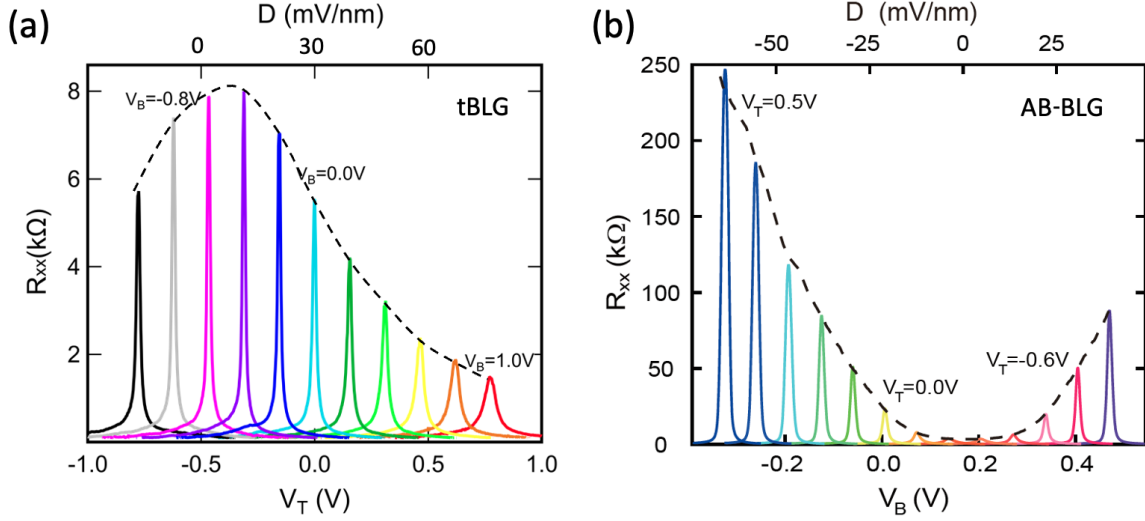 (a)
D (mV/nm)
0 30 60
10
8
6
4
2
R_xx(kΩ)
V_B=-0.8V
tBLG
V_B=0.0V
V_B=1.0V
-1.0 -0.5 0.0 0.5 1.0
V_T (V)
(b)
D (mV/nm)
-50 -25 0 25
250
200
150
100
50
0
R_xx (kΩ)
V_T=0.5V
AB-BLG
V_T=0.0V
V_T=-0.6V
-0.2 0.0 0.2 0.4
V_B (V)